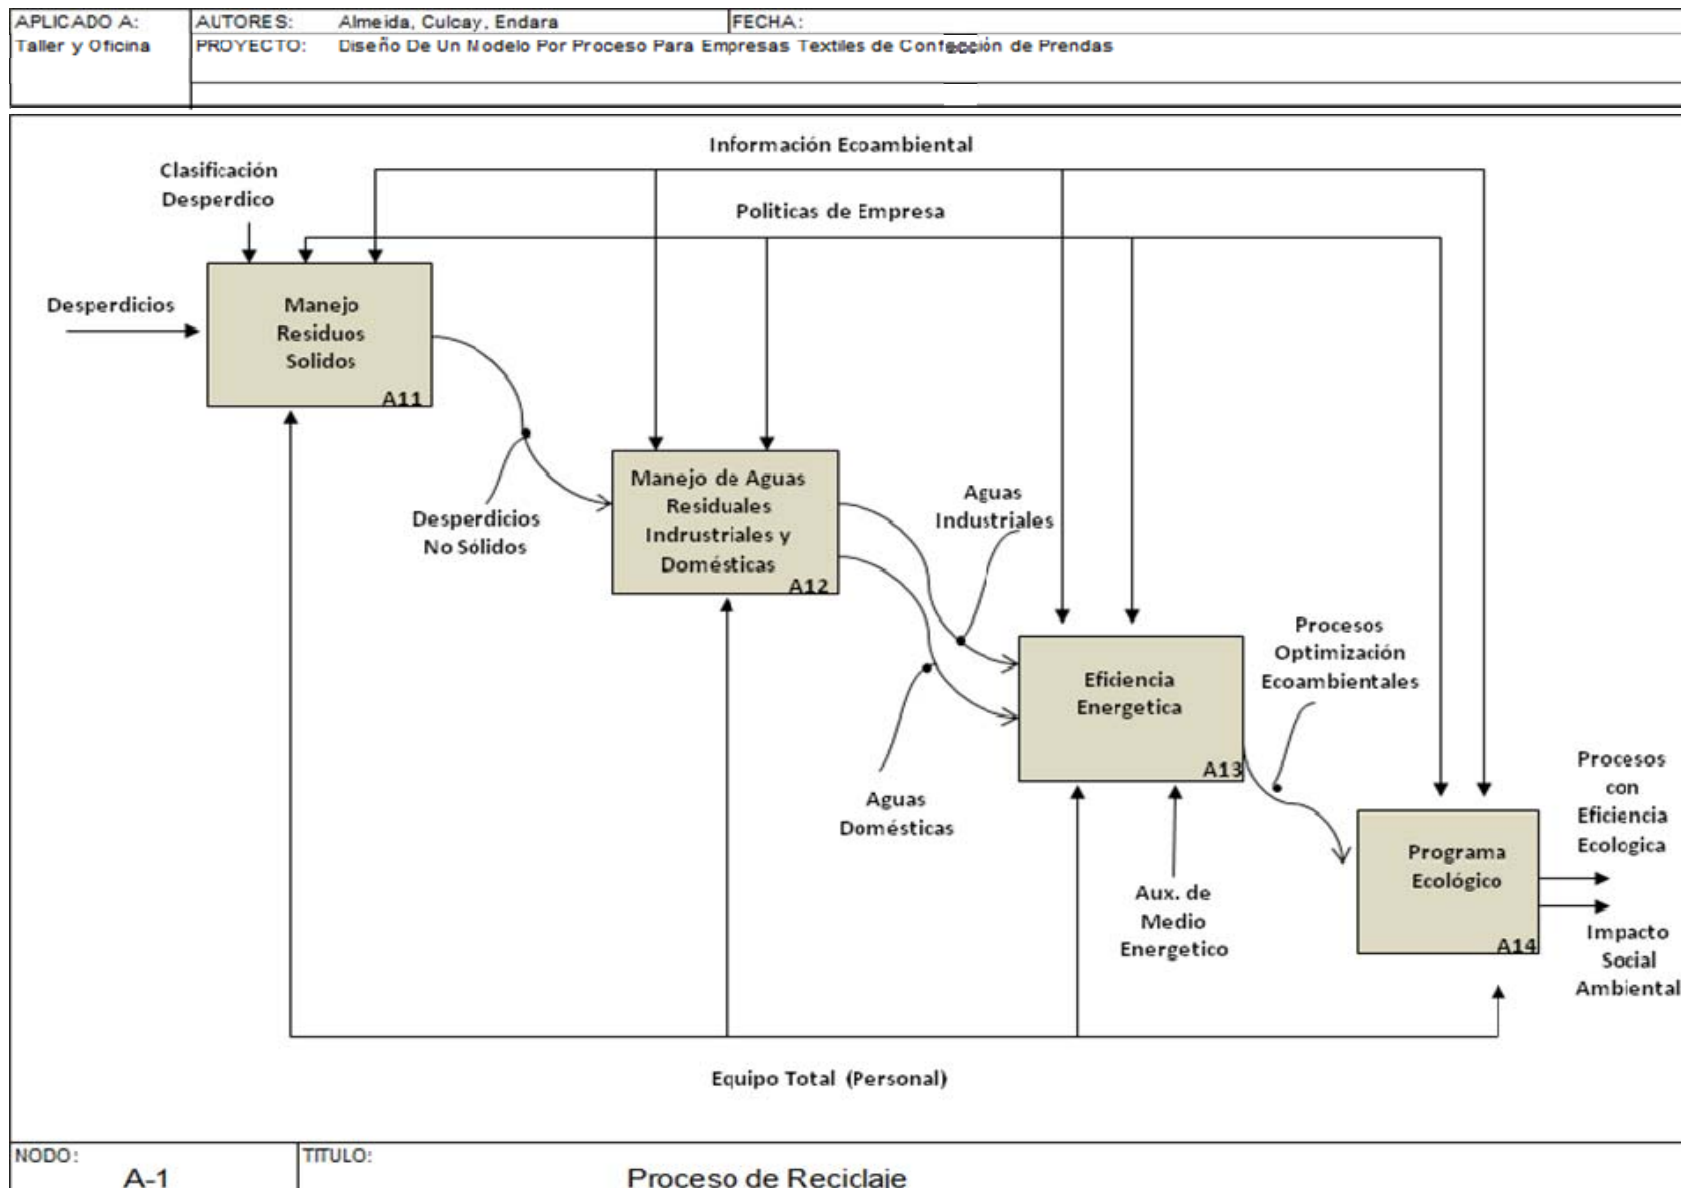 APLICADO A: AUTORES: Almeida, Culcay, Endara FECHA:
Taller y Oficina PROYECTO: Diseño De Un Modelo Por Proceso Para Empresas Textiles de Confección de Prendas
Información Ecoambiental
Clasificación
Desperdico
Politicas de Empresa
Desperdicios
Manejo
Residuos
Solidos
A11
Desperdicios
No Sólidos
Manejo de Aguas
Residuales
Indrustriales y
Domésticas
A12
Aguas
Industriales
Aguas
Domésticas
Eficiencia
Energetica
A13
Procesos
Optimización
Ecoambientales
Aux. de
Medio
Energetico
Programa
Ecológico
A14
Procesos
con
Eficiencia
Ecologica
Impacto
Social
Ambiental
Equipo Total (Personal)
NODO: TITULO:
A-1 Proceso de Reciclaje